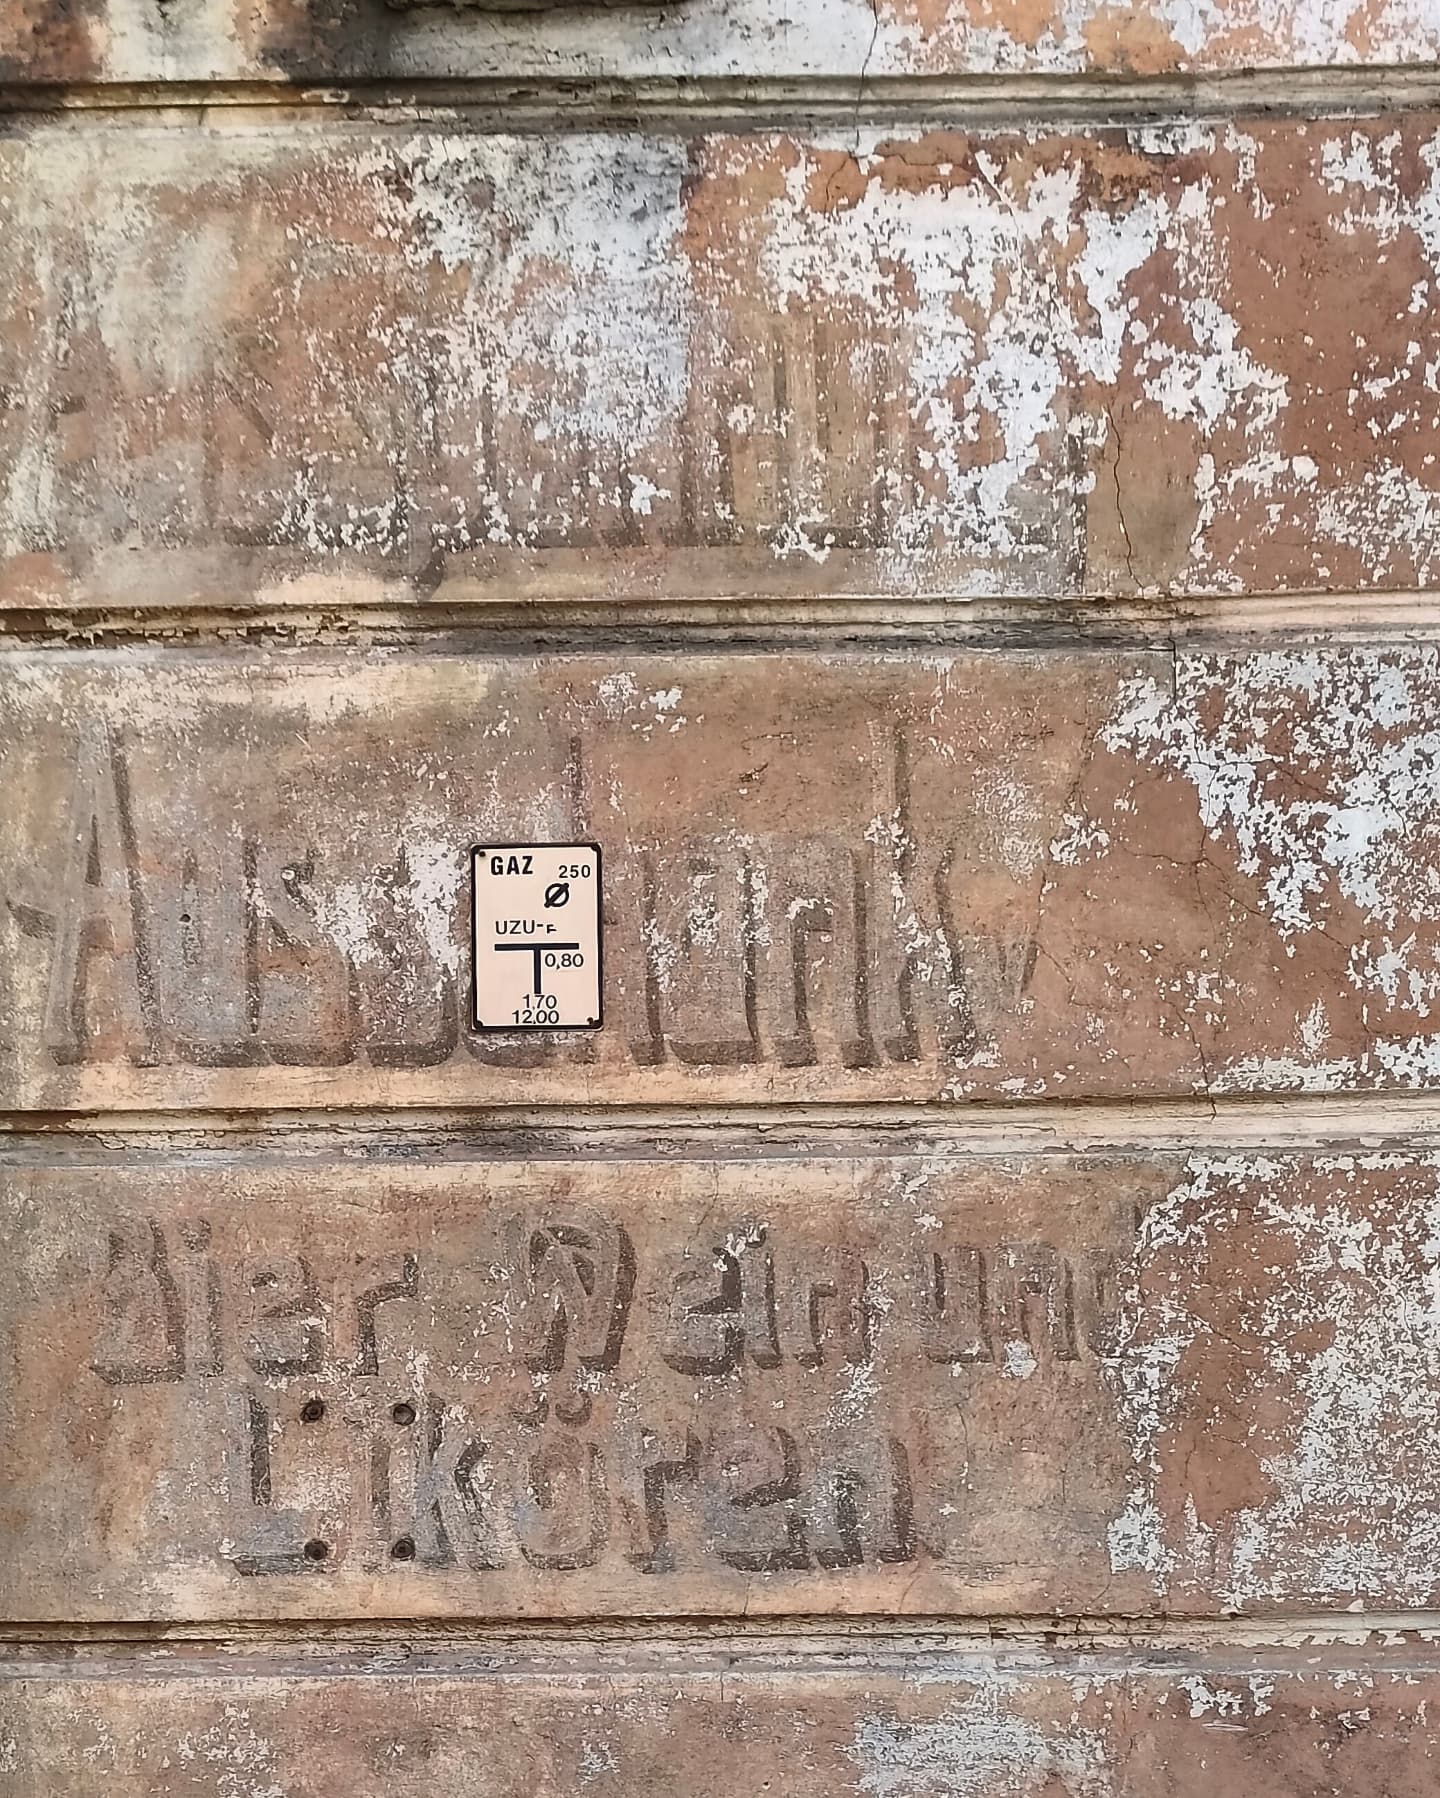 Ausschank v
GAZ 250
Ø
UZU-F
0,80
1,70
12,00
Bier Wein und
Likören